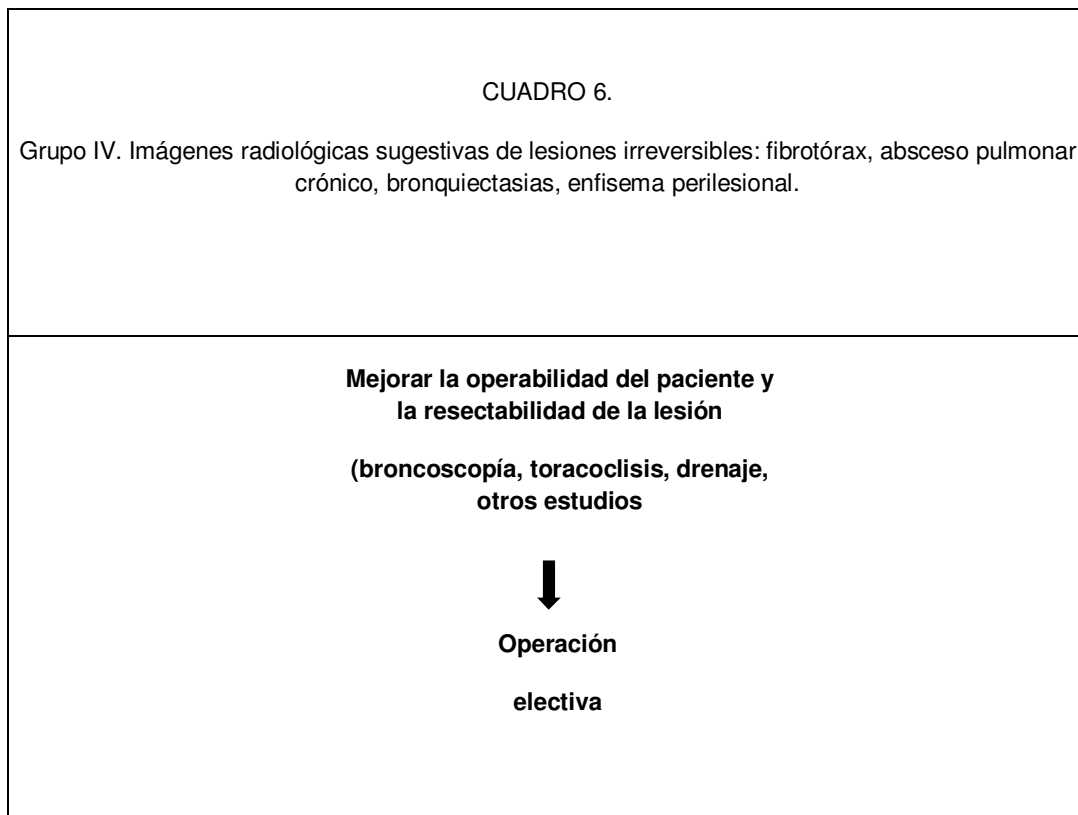 CUADRO 6.
Grupo IV. Imágenes radiológicas sugestivas de lesiones irreversibles: fibrotórax, absceso pulmonar
crónico, bronquiectasias, enfisema perilesional.
Mejorar la operabilidad del paciente y
la resectabilidad de la lesión
(broncoscopía, toracoclisis, drenaje,
otros estudios
Operación
electiva